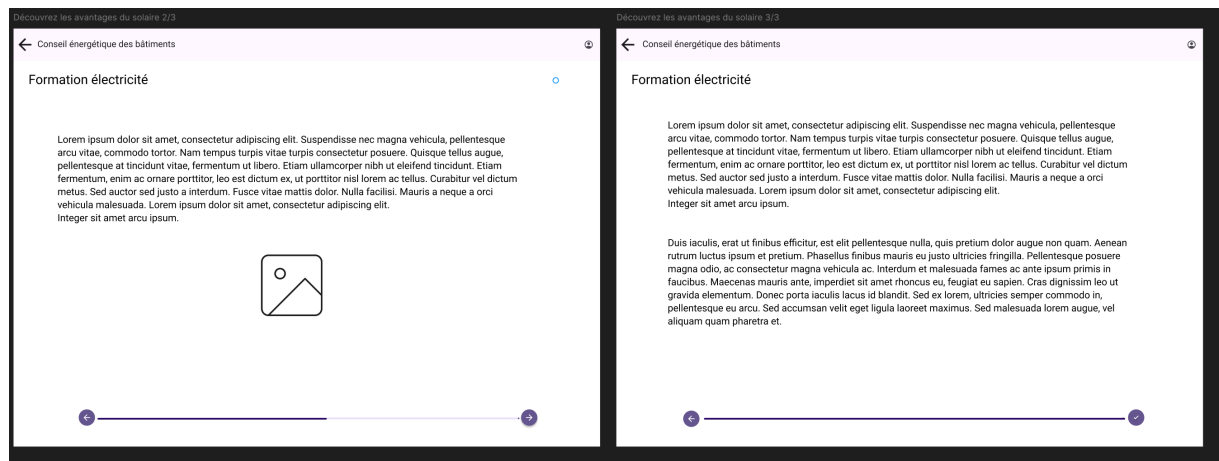 Découvrez les avantages du solaire 2/3
Conseil énergétique des bâtiments
Formation électricité
Lorem ipsum dolor sit amet, consectetur adipiscing elit. Suspendisse nec magna vehicula, pellentesque
arcu vitae, commodo tortor. Nam tempus turpis vitae turpis consectetur posuere. Quisque tellus augue,
pellentesque at tincidunt vitae, fermentum ut libero. Etiam ullamcorper nibh ut eleifend tincidunt. Etiam
fermentum, enim ac ornare porttitor, leo est dictum ex, ut porttitor nisl lorem ac tellus. Curabitur vel dictum
metus. Sed auctor sed justo a interdum. Fusce vitae mattis dolor. Nulla facilisi. Mauris a neque a orci
vehicula malesuada. Lorem ipsum dolor sit amet, consectetur adipiscing elit.
Integer sit amet arcu ipsum.
Découvrez les avantages du solaire 3/3
Conseil énergétique des bâtiments
Formation électricité
Lorem ipsum dolor sit amet, consectetur adipiscing elit. Suspendisse nec magna vehicula, pellentesque
arcu vitae, commodo tortor. Nam tempus turpis vitae turpis consectetur posuere. Quisque tellus augue,
pellentesque at tincidunt vitae, fermentum ut libero. Etiam ullamcorper nibh ut eleifend tincidunt. Etiam
fermentum, enim ac ornare porttitor, leo est dictum ex, ut porttitor nisl lorem ac tellus. Curabitur vel dictum
metus. Sed auctor sed justo a interdum. Fusce vitae mattis dolor. Nulla facilisi. Mauris a neque a orci
vehicula malesuada. Lorem ipsum dolor sit amet, consectetur adipiscing elit.
Integer sit amet arcu ipsum.
Duis iaculis, erat ut finibus efficitur, est elit pellentesque nulla, quis pretium dolor augue non quam. Aenean
rutrum luctus ipsum et pretium. Phasellus finibus mauris eu justo ultricies fringilla. Pellentesque posuere
magna odio, ac consectetur magna vehicula ac. Interdum et malesuada fames ac ante ipsum primis in
faucibus. Maecenas mauris ante, imperdiet sit amet rhoncus eu, feugiat eu sapien. Cras dignissim leo ut
gravida elementum. Donec porta iaculis lacus id blandit. Sed ex lorem, ultricies semper commodo in,
pellentesque eu arcu. Sed accumsan velit eget ligula laoreet maximus. Sed malesuada lorem augue, vel
aliquam quam pharetra et.